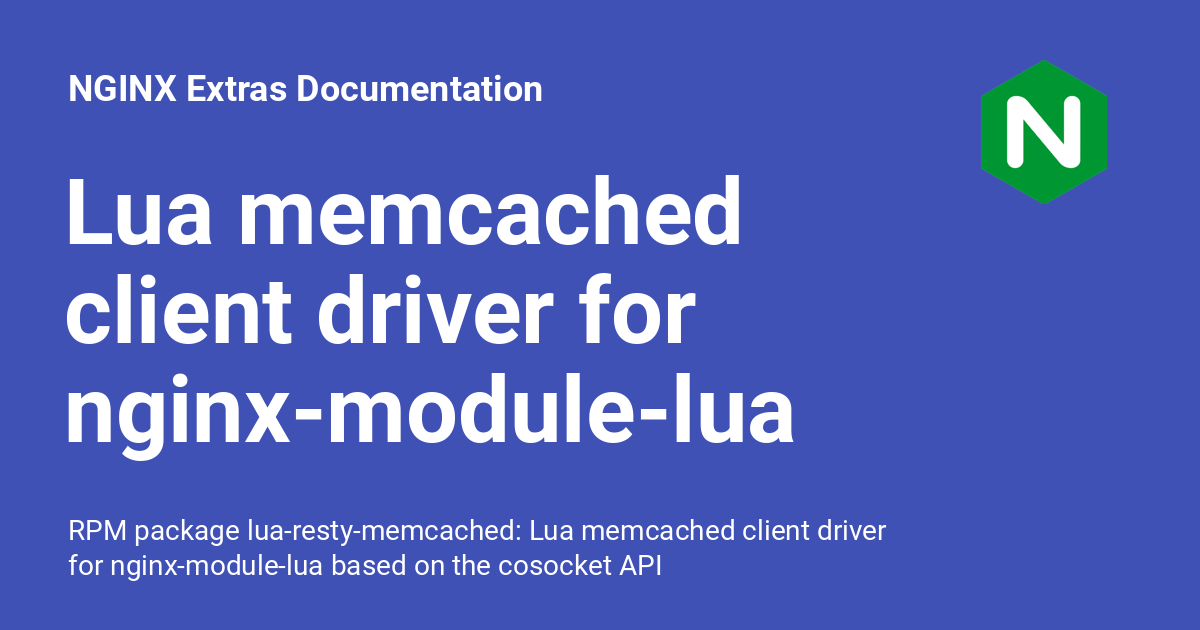 NGINX Extras Documentation
N
Lua memcached
client driver for
nginx-module-lua
RPM package lua-resty-memcached: Lua memcached client driver
for nginx-module-lua based on the cosocket API